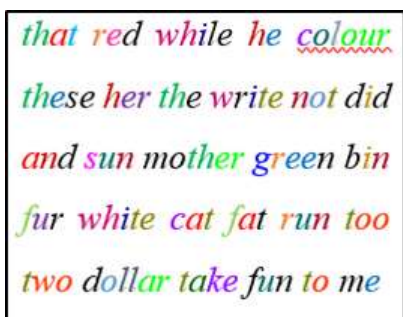 that red while he colour
these her the write not did
and sun mother green bin
fur white cat fat run too
two dollar take fun to me